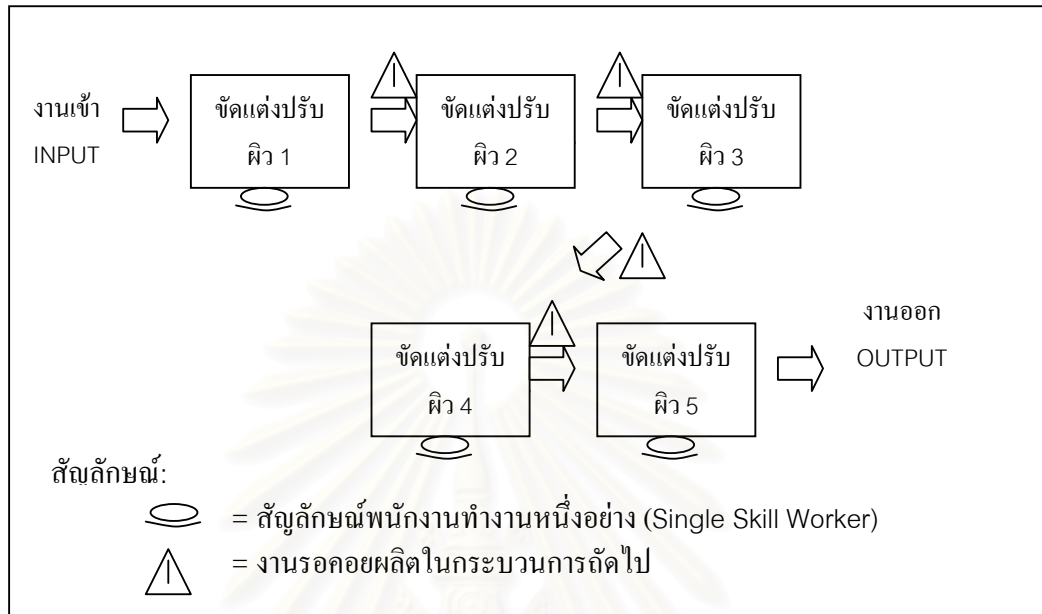 งานเข้า
INPUT
ขัดแต่งปรับ
ผิว 1
ขัดแต่งปรับ
ผิว 2
ขัดแต่งปรับ
ผิว 3
ขัดแต่งปรับ
ผิว 4
ขัดแต่งปรับ
ผิว 5
งานออก
OUTPUT
สัญลักษณ์:
= สัญลักษณ์พนักงานทำงานหนึ่งอย่าง (Single Skill Worker)
= งานรอคอยผลิตในกระบวนการถัดไป